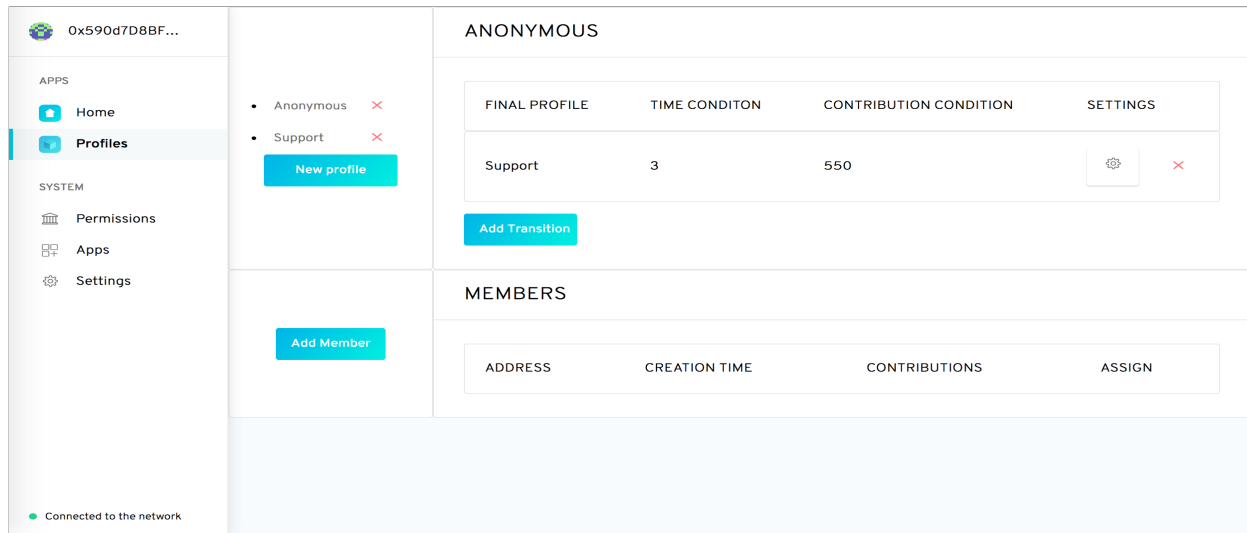 0x590d7D8BF...
APPS
Home
Profiles
SYSTEM
Permissions
Apps
Settings
Connected to the network
Anonymous
Support
New profile
ANONYMOUS
FINAL PROFILE TIME CONDITON CONTRIBUTION CONDITION SETTINGS
Support 3 550
Add Transition
Add Member
MEMBERS
ADDRESS CREATION TIME CONTRIBUTIONS ASSIGN